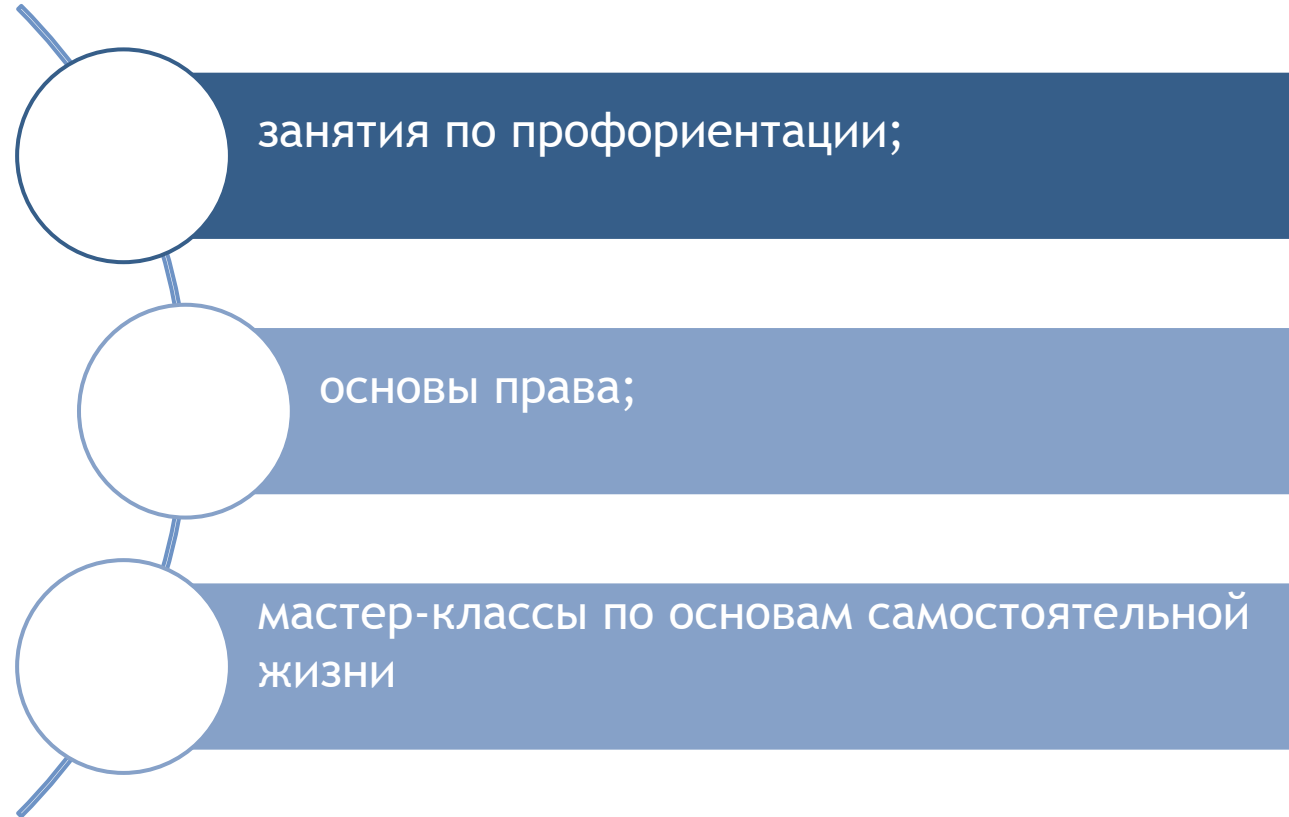 занятия по профориентации;
основы права;
мастер-классы по основам самостоятельной
жизни